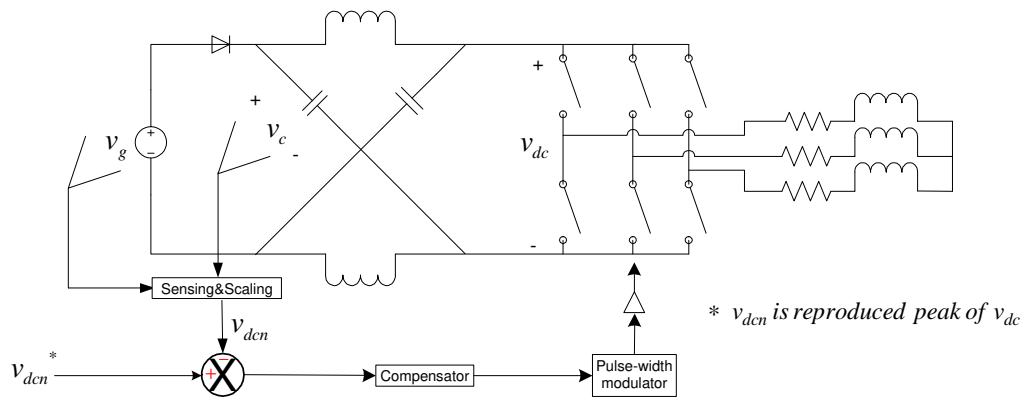 +
v_g
+
−
+
v_c
-
+
v_dc
-
Sensing&Scaling
v_dcn
* v_dcn is reproduced peak of v_dc
v_dcn*
+
−
Compensator
Pulse-width
modulator